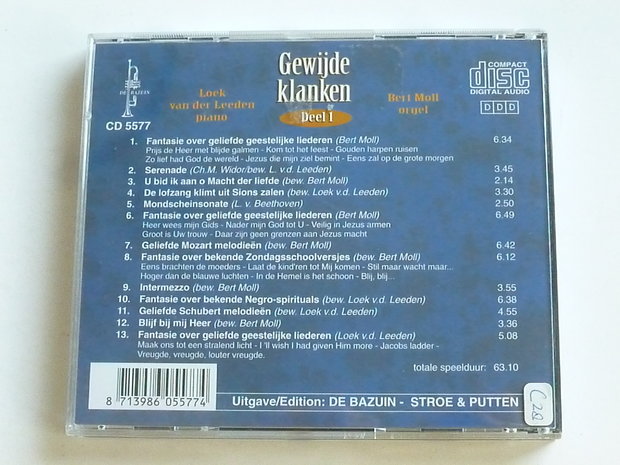 DE BAZUIN
CD 5577
Loek
van der Leeden
piano
Gewijde
klanken
Deel 1
Bert Moll
orgel
COMPACT
disc
DIGITAL AUDIO
DDD
1. Fantasie over geliefde geestelijke liederen (Bert Moll) 6.34
Prijs de Heer met blijde galmen - Kom tot het feest - Gouden harpen ruisen
Zo lief had God de wereld - Jezus die mijn ziel bemint - Eens zal op de grote morgen
2. Serenade (Ch.M. Widor/bew. L. v.d. Leeden) 3.45
3. U bid ik aan o Macht der liefde (bew. Bert Moll) 2.14
4. De lofzang klimt uit Sions zalen (bew. Loek v.d. Leeden) 3.30
5. Mondscheinsonate (L. v. Beethoven) 2.50
6. Fantasie over geliefde geestelijke liederen (Bert Moll) 6.49
Heer wees mijn Gids - Nader mijn God tot U - Veilig in Jezus armen
Groot is Uw trouw - Daar zijn geen grenzen aan Jezus macht
7. Geliefde Mozart melodieën (bew. Bert Moll) 6.42
8. Fantasie over bekende Zondagsschoolversjes (bew. Bert Moll) 6.12
Eens brachten de moeders - Laat de kind'ren tot Mij komen - Stil maar wacht maar...
Hoger dan de blauwe luchten - In de Hemel is het schoon - Blij, blij...
9. Intermezzo (bew. Bert Moll) 3.55
10. Fantasie over bekende Negro-spirituals (bew. Loek v.d. Leeden) 6.38
11. Geliefde Schubert melodieën (bew. Loek v.d. Leeden) 4.55
12. Blijf bij mij Heer (bew. Bert Moll) 3.36
13. Fantasie over geliefde geestelijke liederen (Loek v.d. Leeden) 5.08
Maak ons tot een stralend licht - I 'll wish I had given Him more - Jacobs ladder -
Vreugde, vreugde, louter vreugde.
totale speelduur: 63.10
8 713986 055774
Uitgave/Edition: DE BAZUIN - STROE & PUTTEN
C28